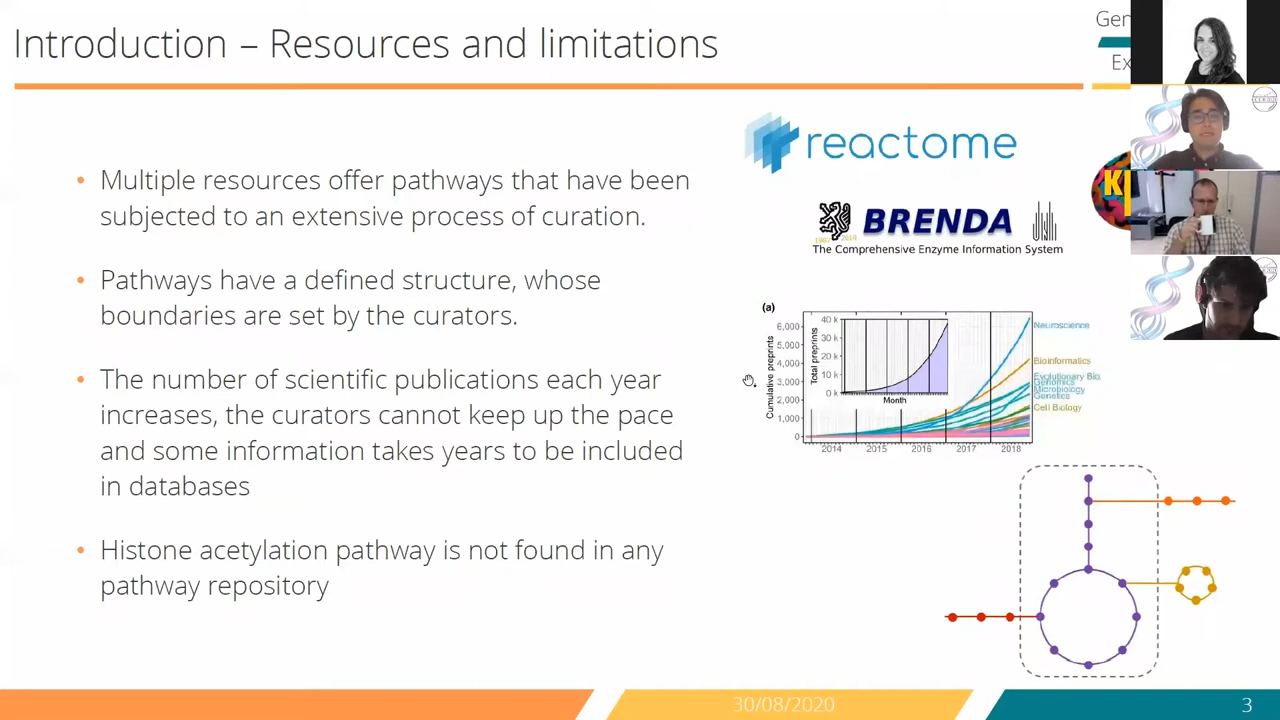 Introduction – Resources and limitations
Gen
Ex
• Multiple resources offer pathways that have been
subjected to an extensive process of curation.
• Pathways have a defined structure, whose
boundaries are set by the curators.
• The number of scientific publications each year
increases, the curators cannot keep up the pace
and some information takes years to be included
in databases
• Histone acetylation pathway is not found in any
pathway repository
reactome
K
BRENDA
The Comprehensive Enzyme Information System
(a)
Cumulative preprints
6,000
5,000
4,000
3,000
2,000
1,000
0
Total preprints
40 k
30 k
20 k
10 k
0 k
Month
Neuroscience
Bioinformatics
Evolutionary Bio.
Genomics
Microbiology
Genetics
Cell Biology
2014 2015 2016 2017 2018
30/08/2020
3